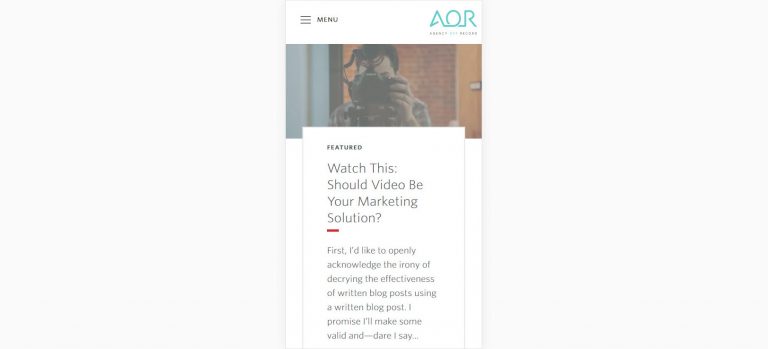 MENU
AOR
AGENCY OFF RECORD
FEATURED
Watch This:
Should Video Be
Your Marketing
Solution?
First, I'd like to openly
acknowledge the irony of
decrying the effectiveness
of written blog posts using
a written blog post. I
promise I'll make some
valid and—dare I say...